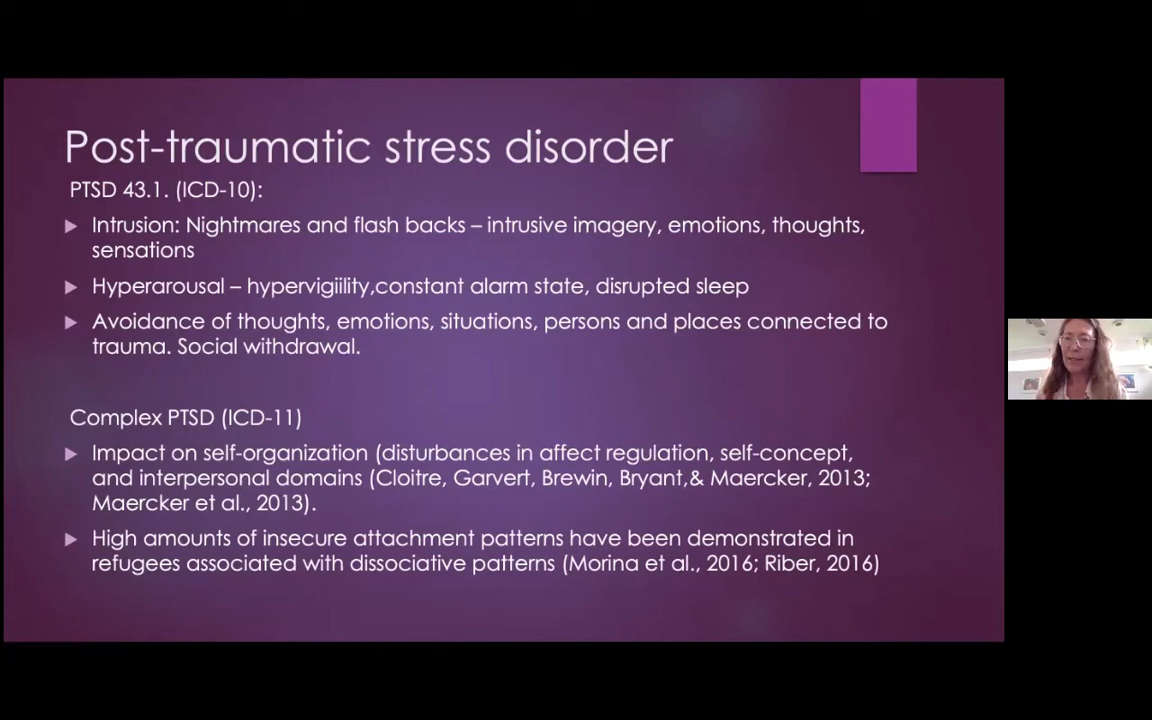 Post-traumatic stress disorder
PTSD 43.1. (ICD-10):
Intrusion: Nightmares and flash backs – intrusive imagery, emotions, thoughts,
sensations
Hyperarousal – hypervigiility,constant alarm state, disrupted sleep
Avoidance of thoughts, emotions, situations, persons and places connected to
trauma. Social withdrawal.
Complex PTSD (ICD-11)
Impact on self-organization (disturbances in affect regulation, self-concept,
and interpersonal domains (Cloitre, Garvert, Brewin, Bryant,& Maercker, 2013;
Maercker et al., 2013).
High amounts of insecure attachment patterns have been demonstrated in
refugees associated with dissociative patterns (Morina et al., 2016; Riber, 2016)